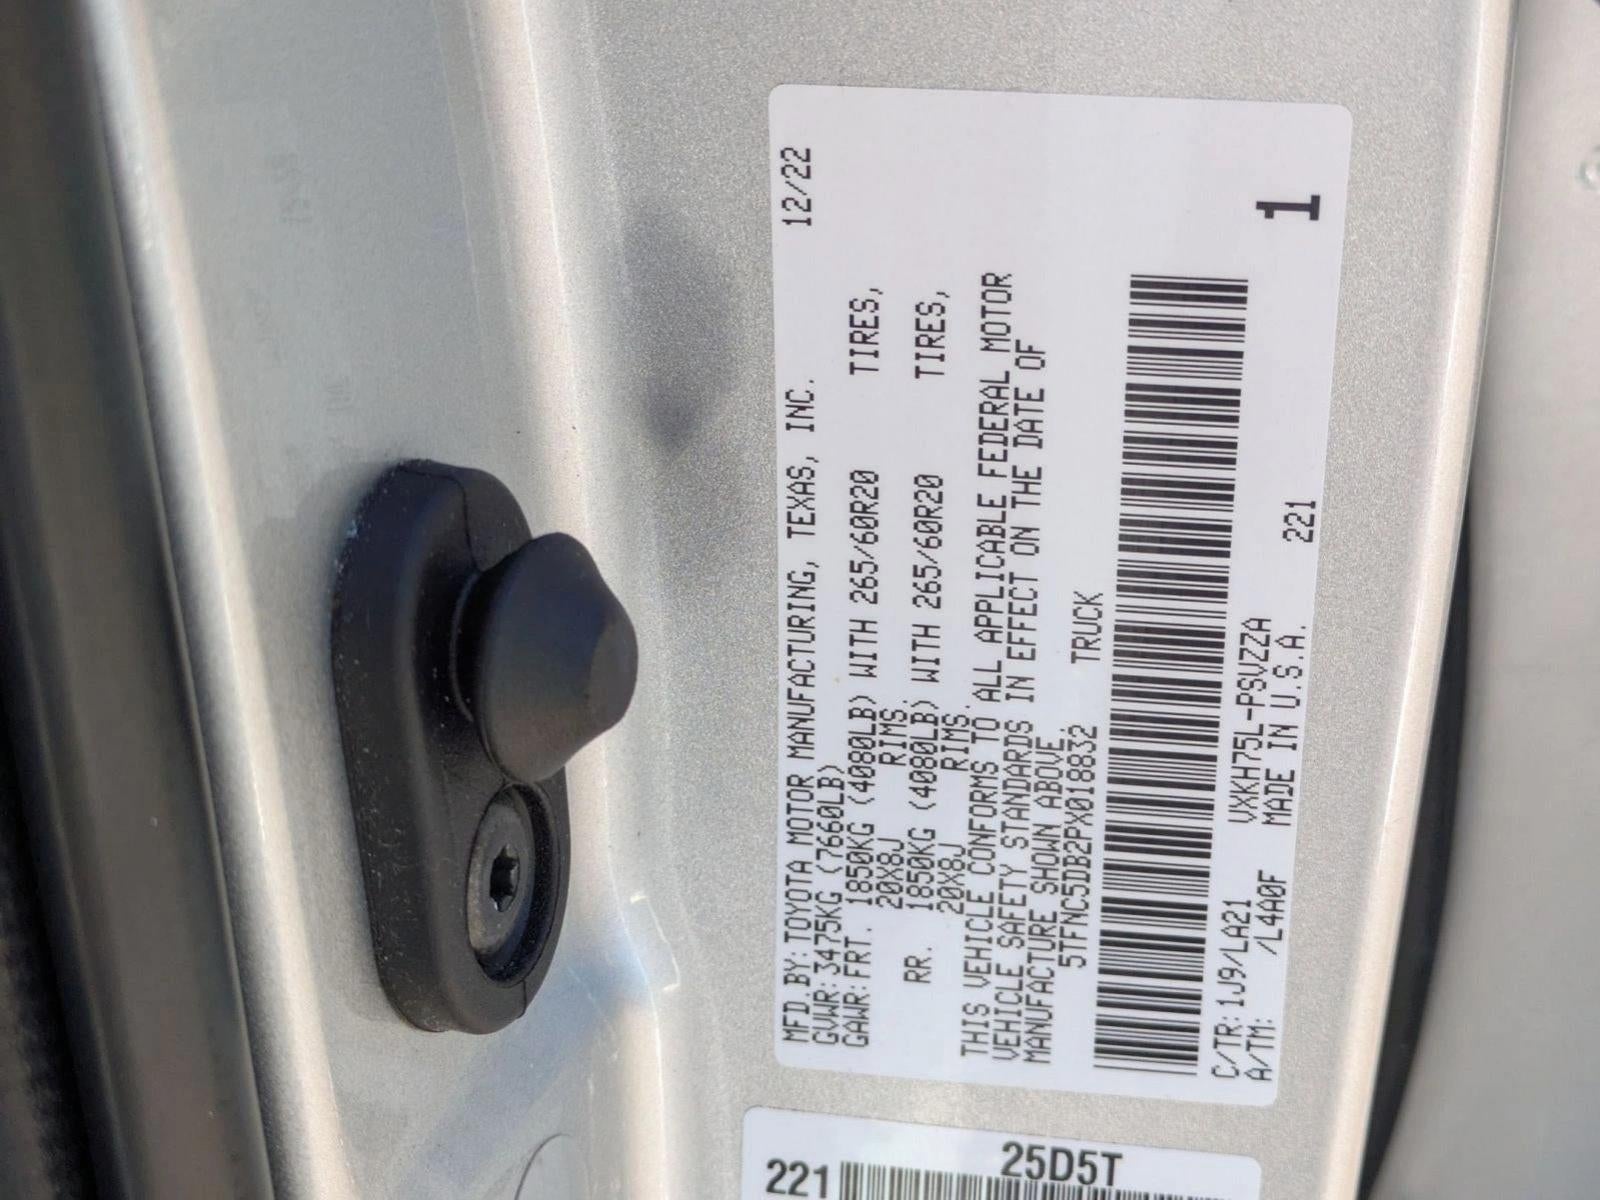 12/22
MFD.BY:TOYOTA MOTOR MANUFACTURING, TEXAS, INC.
GVWR:3475KG (7660LB)
GAWR:FRT. 1850KG (4080LB) WITH 265/60R20 TIRES,
20X8J RIMS,
RR. 1850KG (4080LB) WITH 265/60R20 TIRES,
20X8J RIMS.
THIS VEHICLE CONFORMS TO ALL APPLICABLE FEDERAL MOTOR
VEHICLE SAFETY STANDARDS IN EFFECT ON THE DATE OF
MANUFACTURE SHOWN ABOVE.
5TFNC5DB2PX018832 TRUCK
C/TR:1J9/LA21 VXKH75L-PSVZZA
A/TM: /L4A0F MADE IN U.S.A. 221
1
25D5T
221